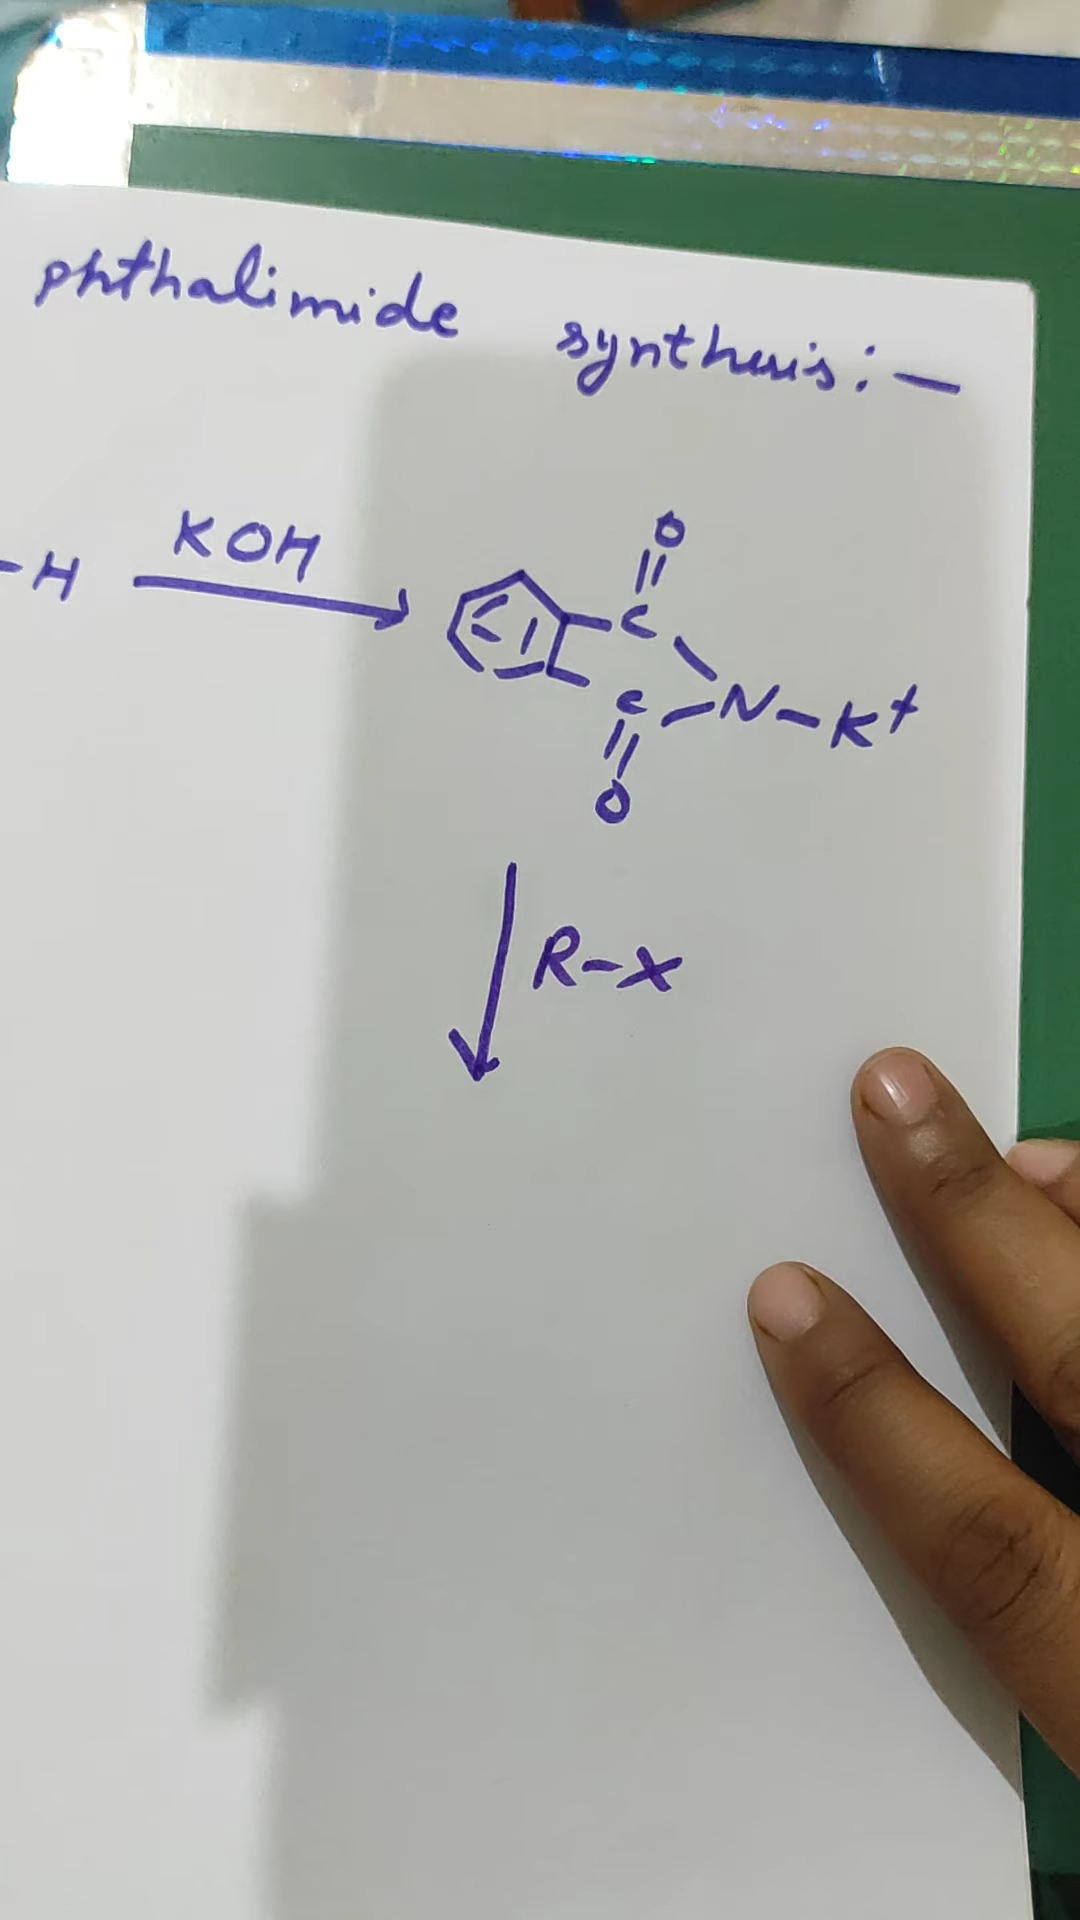 phthalimide synthesis:—
KOH
-H
O
C
N-K+
C
O
R-X